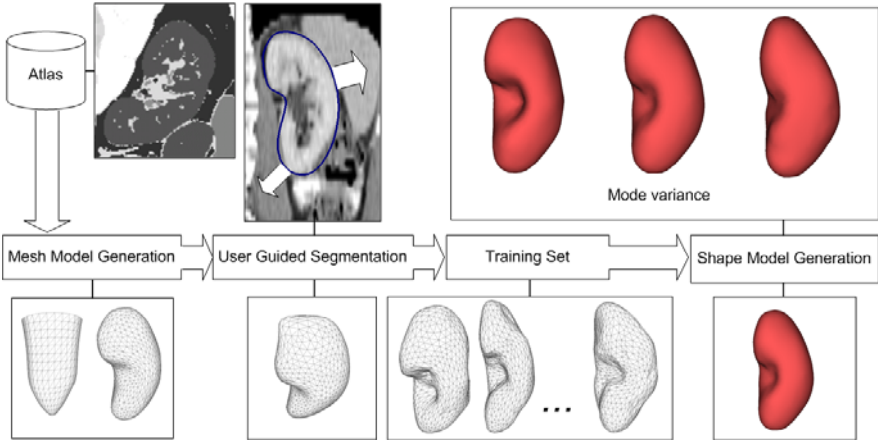 Atlas
Mode variance
Mesh Model Generation
User Guided Segmentation
Training Set
Shape Model Generation
...